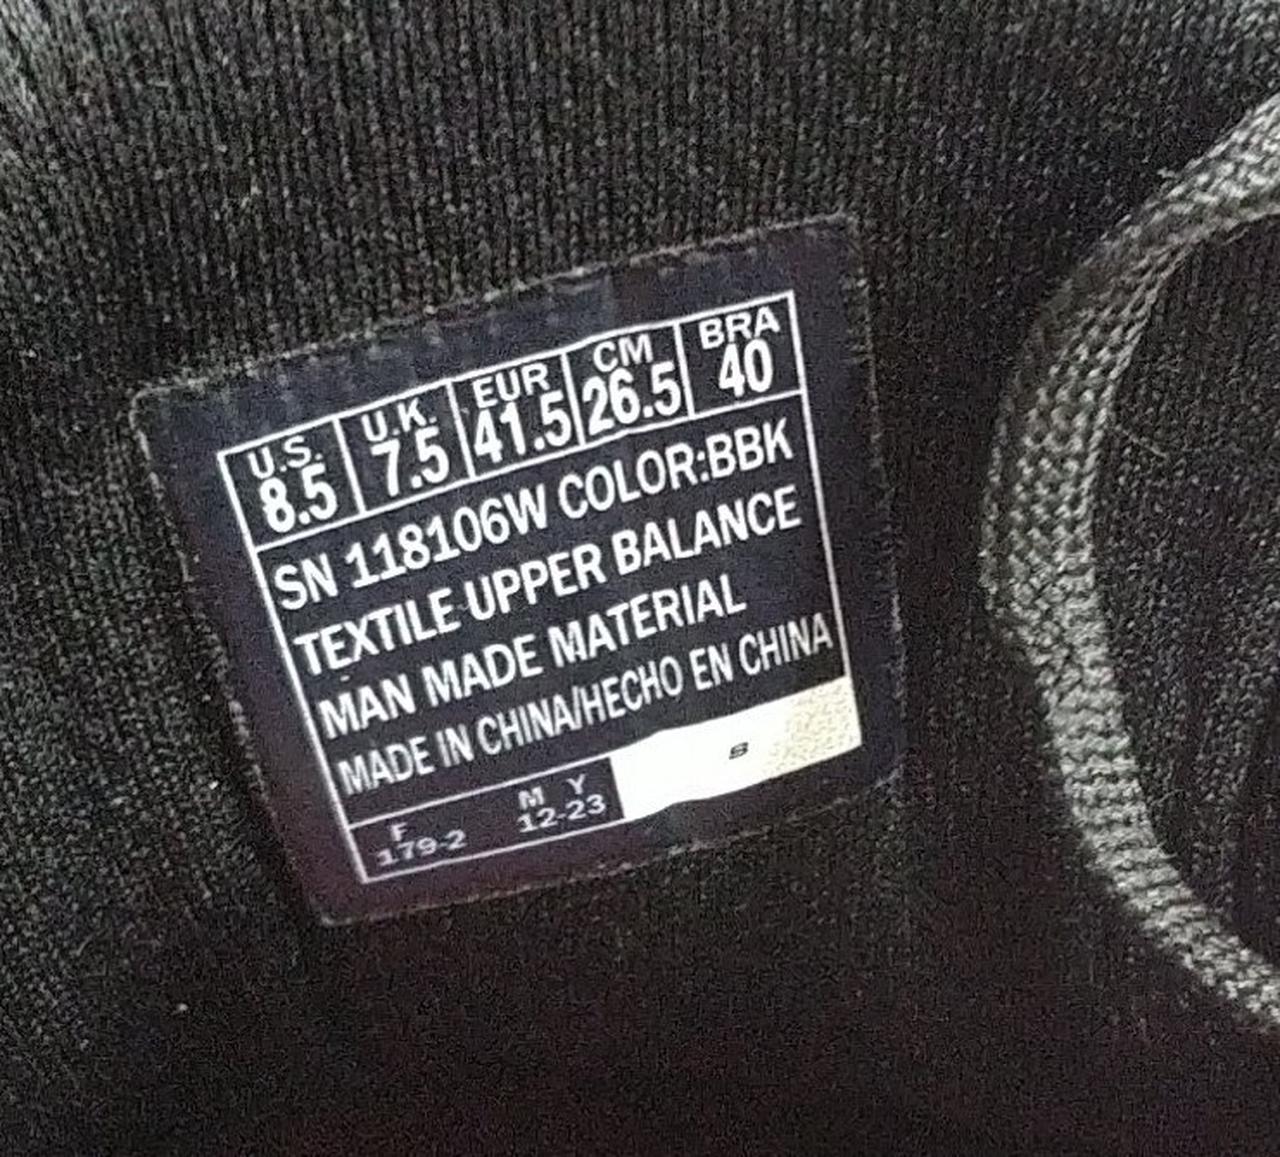 U.S. U.K. EUR CM BRA
8.5 7.5 41.5 26.5 40
SN 118106W COLOR:BBK
TEXTILE UPPER BALANCE
MAN MADE MATERIAL
MADE IN CHINA/HECHO EN CHINA
F M Y S
179-2 12-23